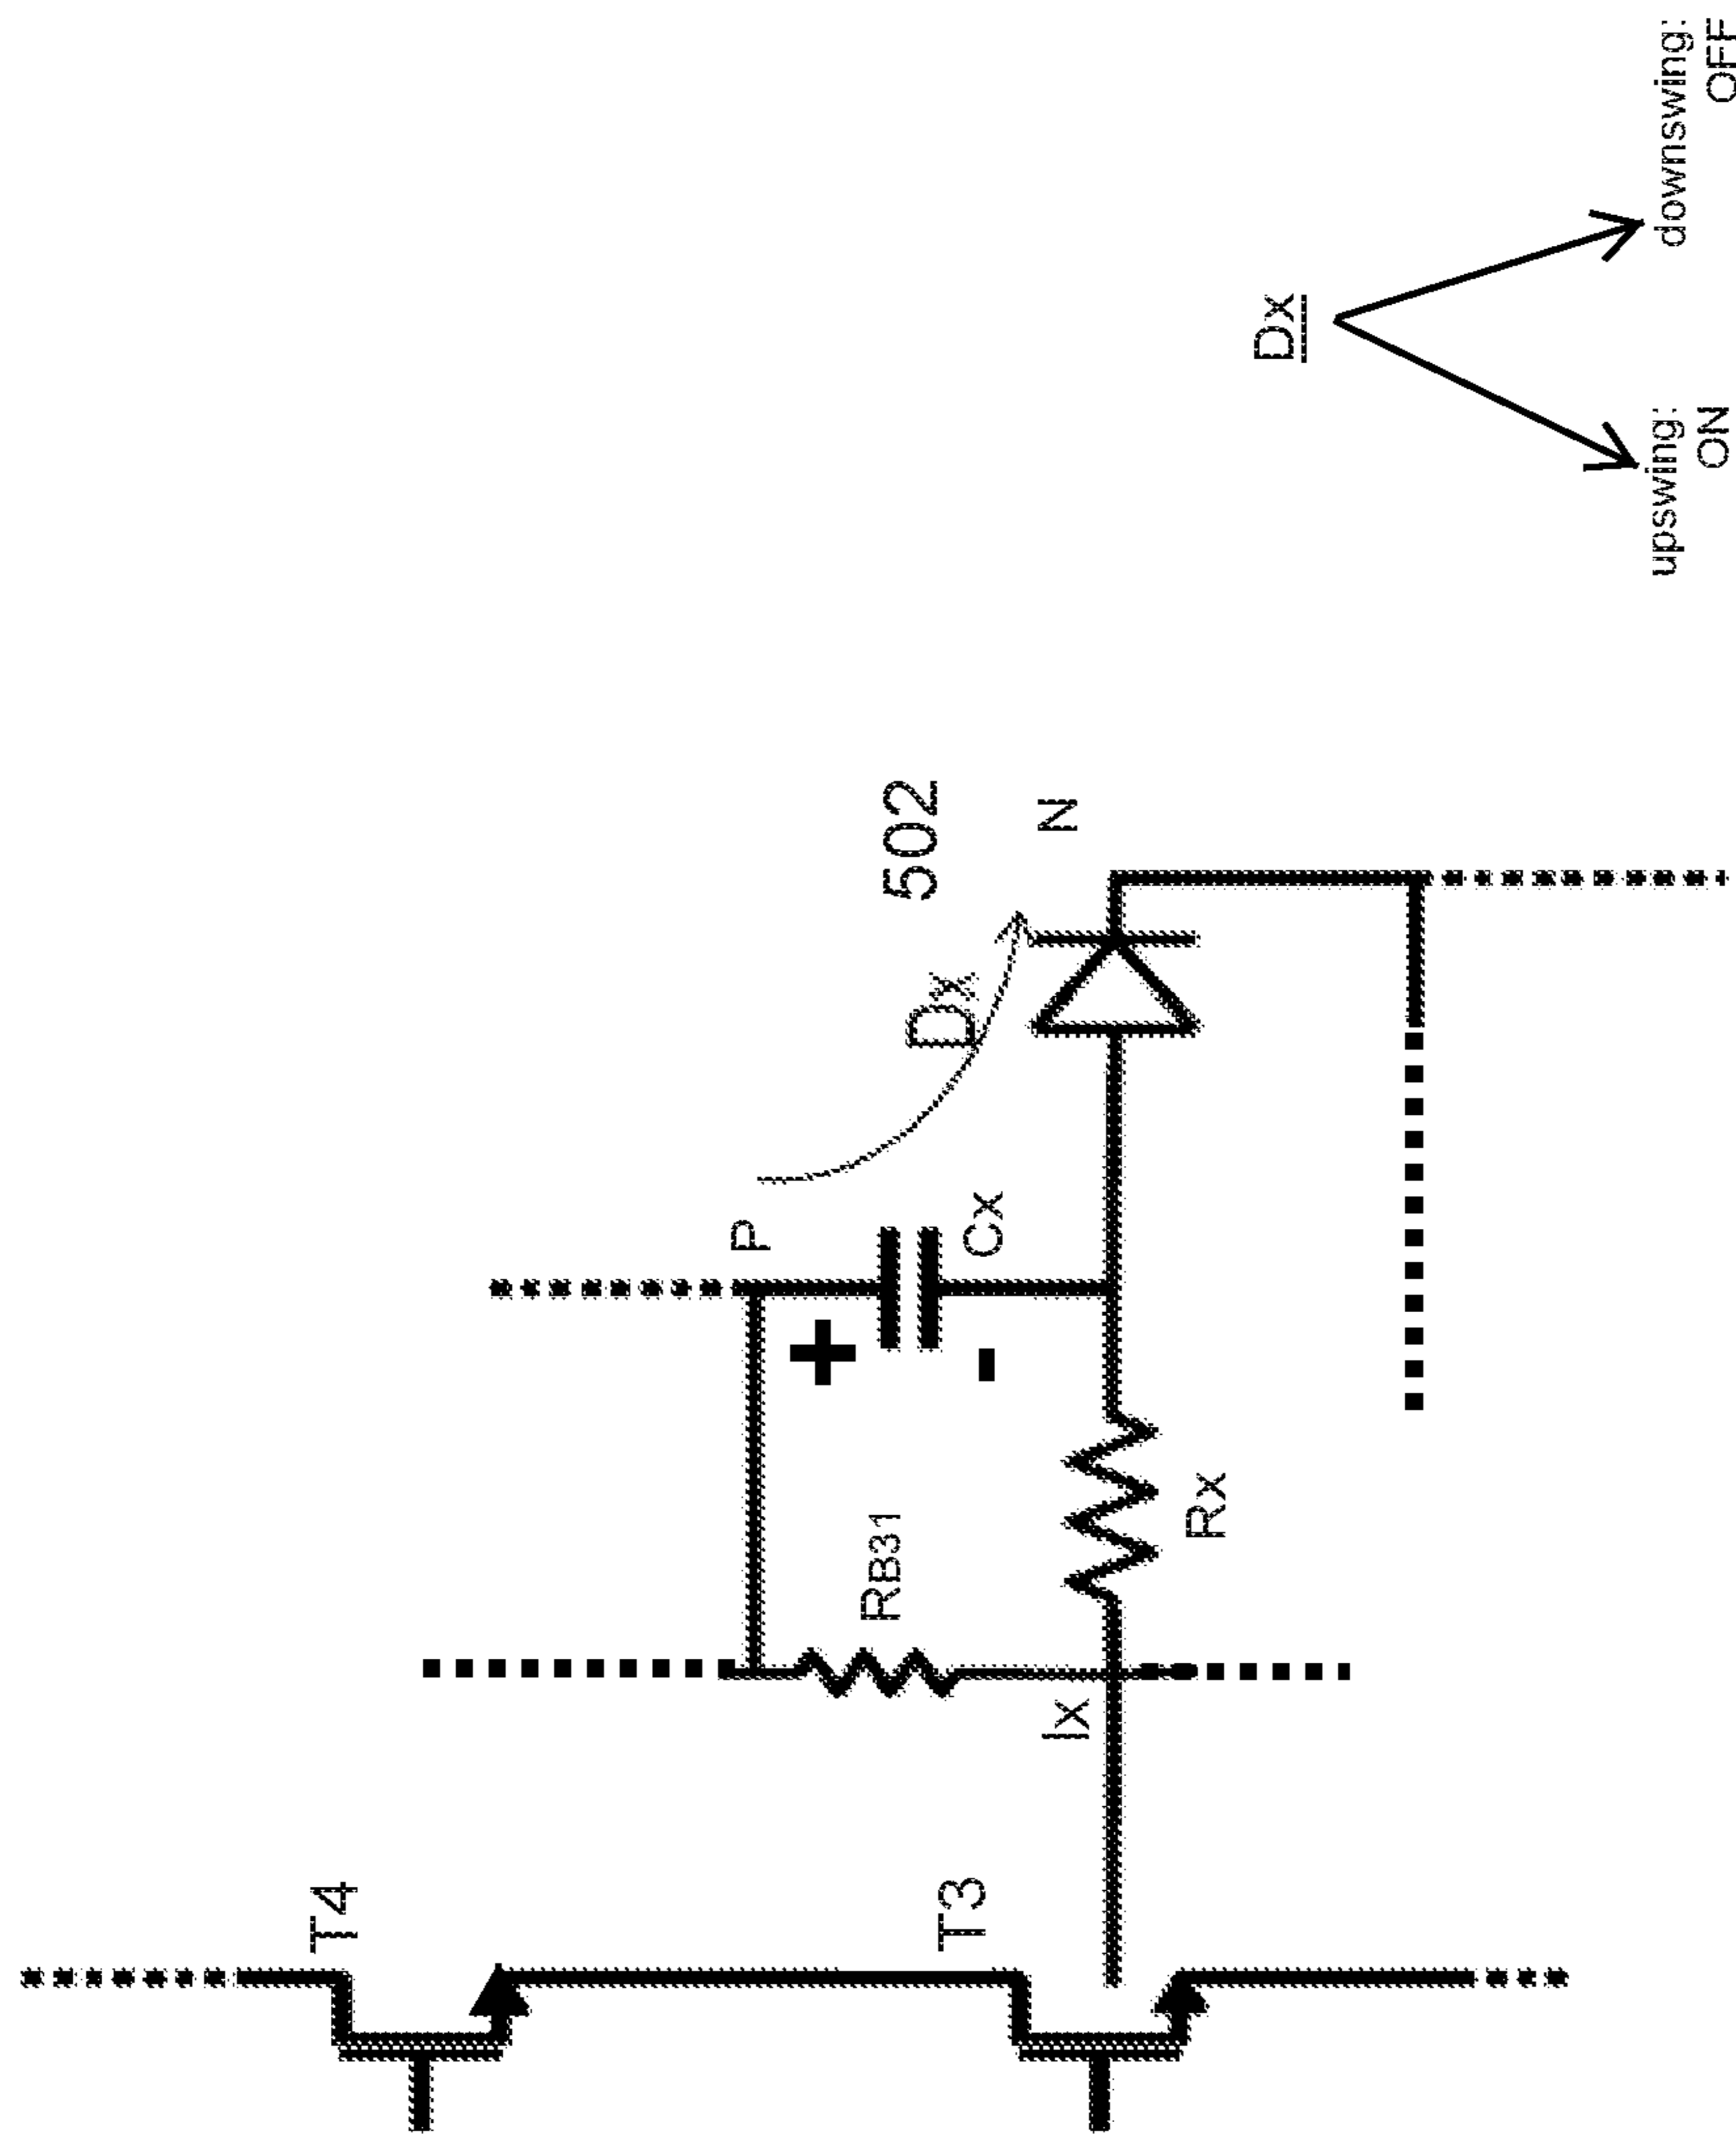 T4
T3
Ix
RB31
Rx
P
+
-
Cx
Dx
502
N
Dx
upswing:
ON
downswing:
OFF